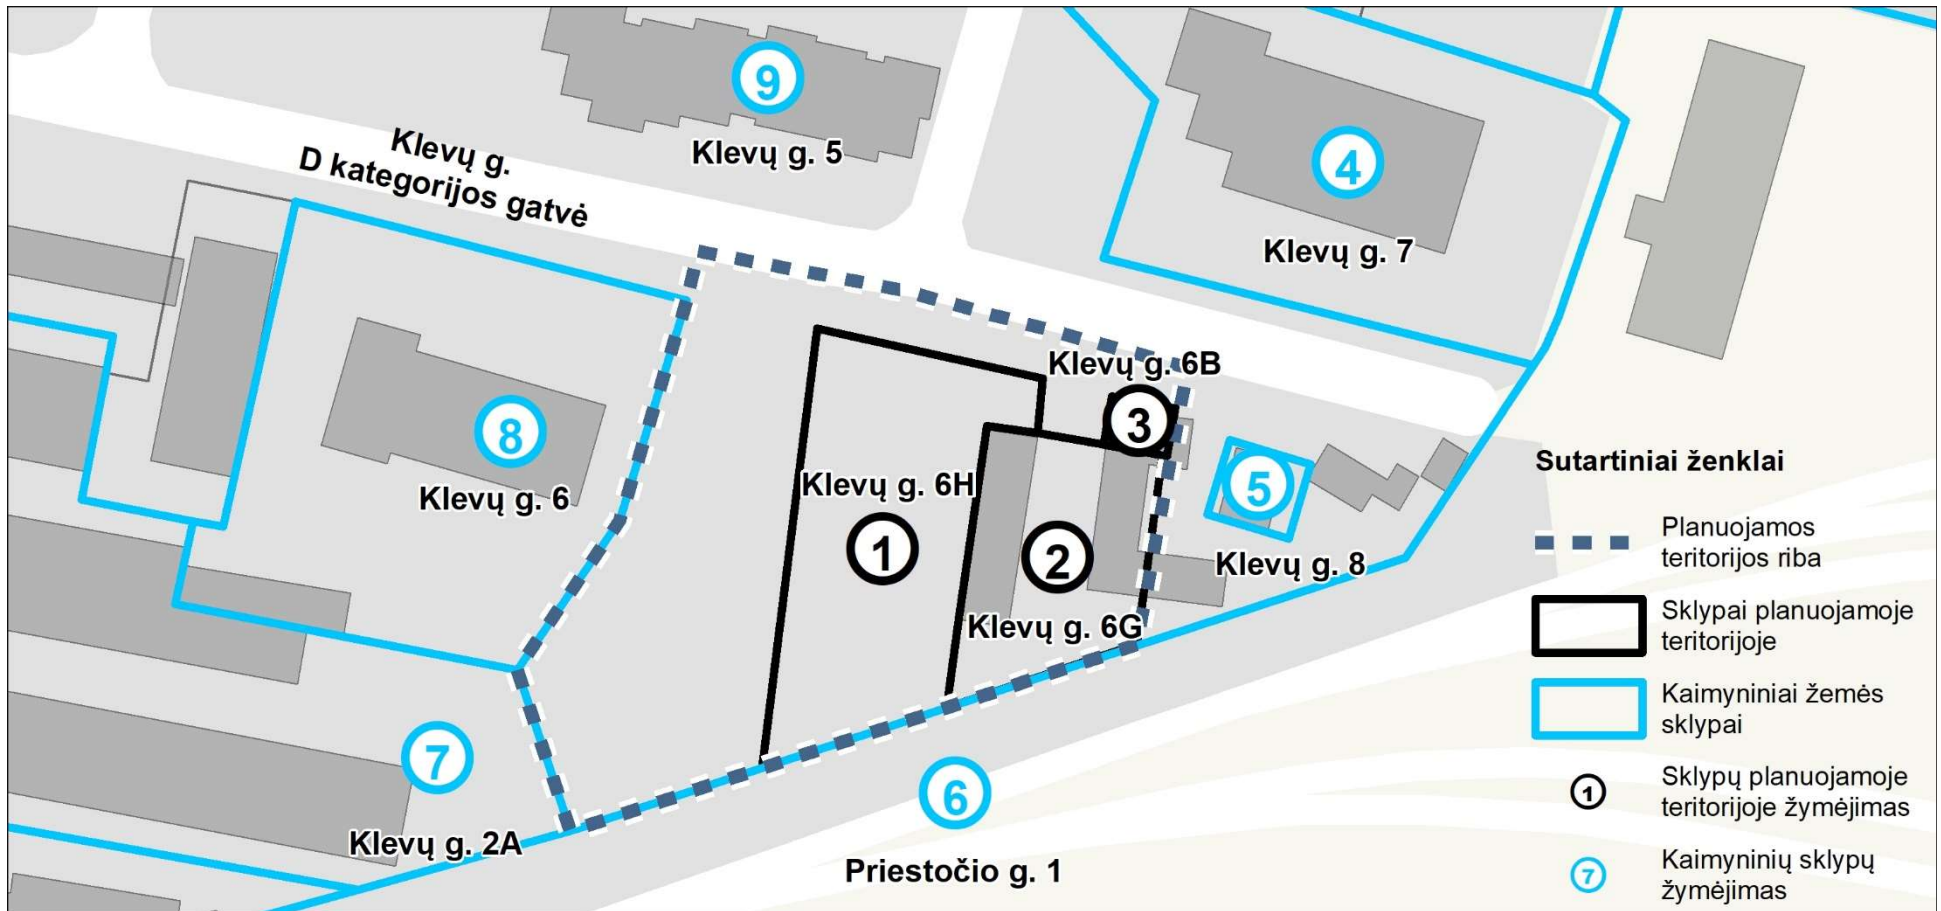 9
Klevų g. 5
Klevų g.
D kategorijos gatvė
4
Klevų g. 7
Klevų g. 6B
3
8
Klevų g. 6
Klevų g. 6H
1
2
Klevų g. 6G
5
Klevų g. 8
7
Klevų g. 2A
6
Priestočio g. 1
Sutartiniai ženklai
Planuojamos
teritorijos riba
Sklypai planuojamoje
teritorijoje
Kaimyniniai žemės
sklypai
1
Sklypų planuojamoje
teritorijoje žymėjimas
7
Kaimyninių sklypų
žymėjimas